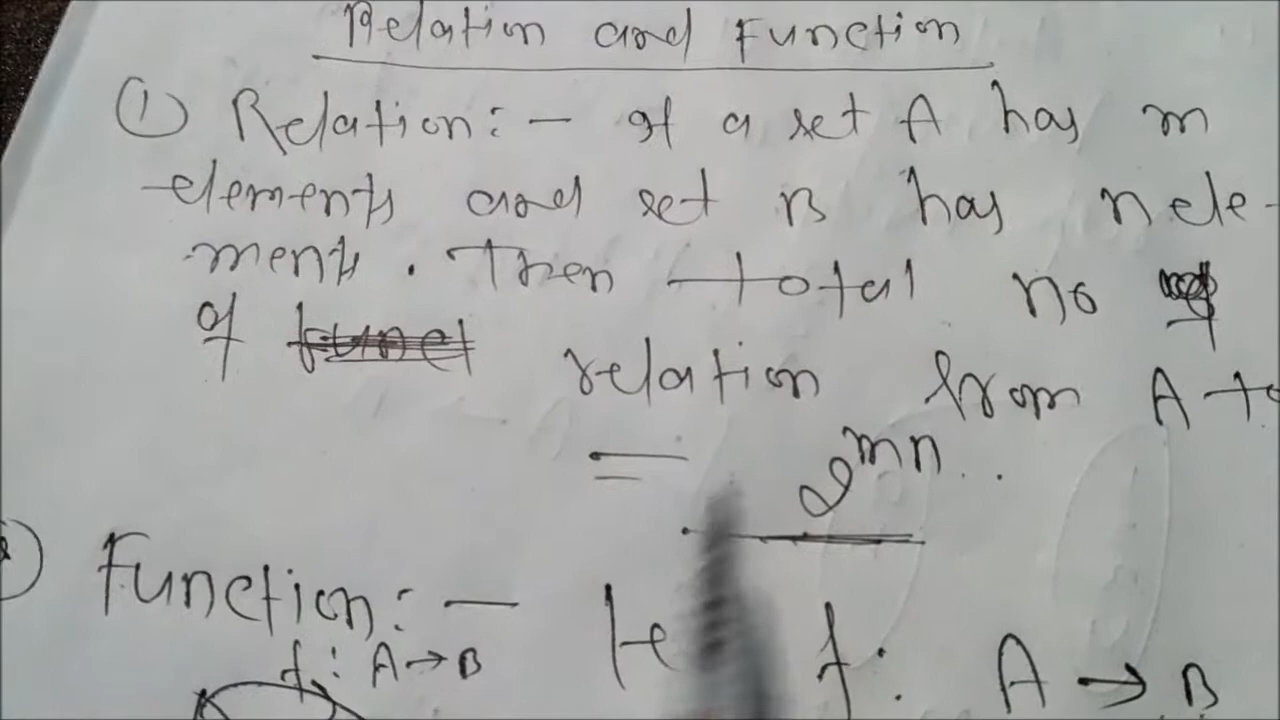 Relation and Function
① Relation: - If a set A has m
elements and set B has n ele-
ments. Then total no
of relation from A to
= 2^mn..
Function: - let f: A → B
f: A → B